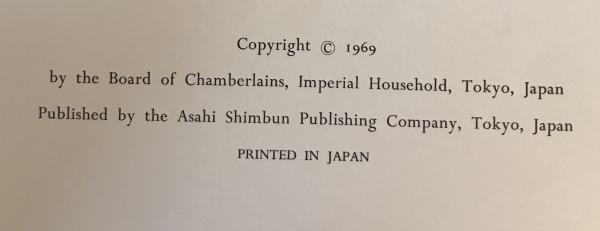 Copyright © 1969
by the Board of Chamberlains, Imperial Household, Tokyo, Japan
Published by the Asahi Shimbun Publishing Company, Tokyo, Japan
PRINTED IN JAPAN